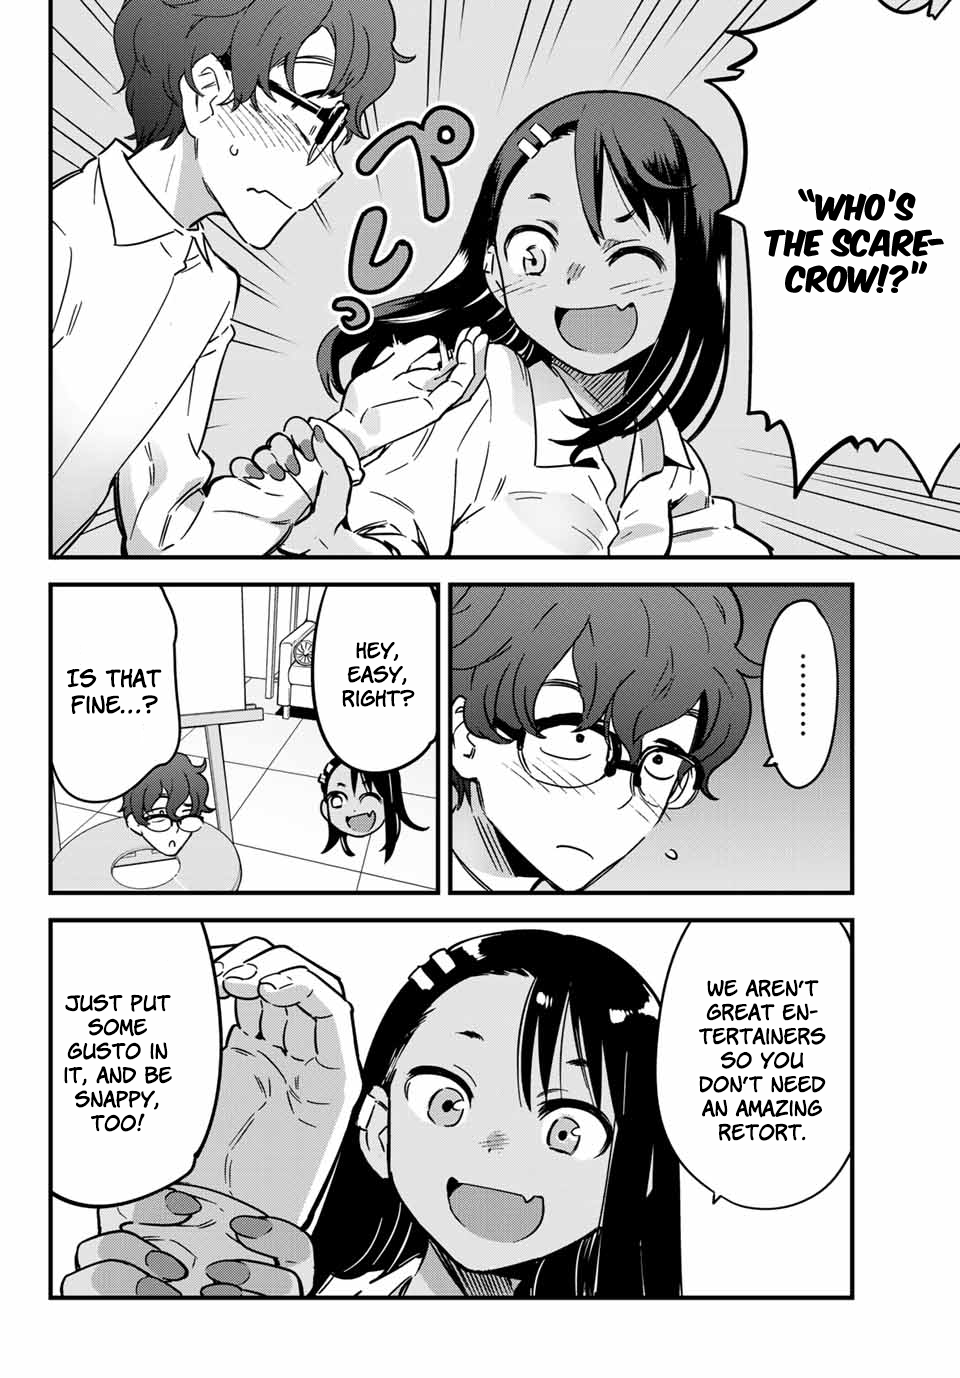 "WHO'S
THE SCARE-
CROW!?"
ペしっ
.........
HEY,
EASY,
RIGHT?
IS THAT
FINE...?
WE AREN'T
GREAT EN-
TERTAINERS
SO YOU
DON'T NEED
AN AMAZING
RETORT.
JUST PUT
SOME
GUSTO IN
IT, AND BE
SNAPPY,
TOO!